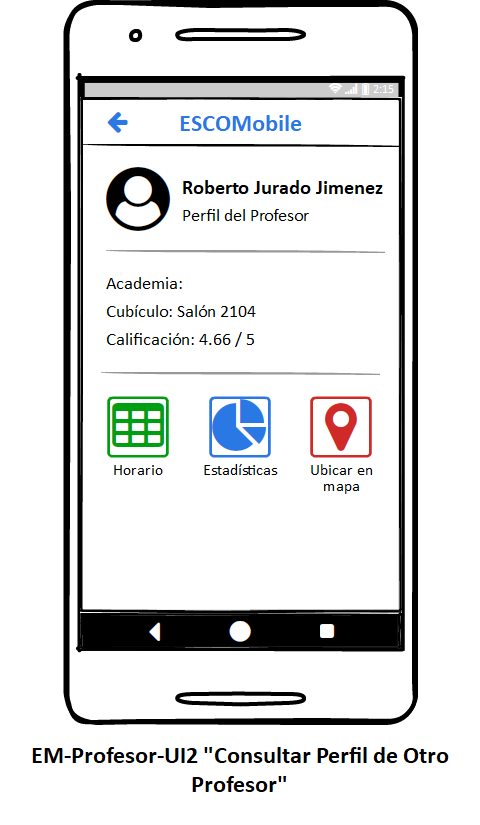 2:15
ESCOMobile
Roberto Jurado Jimenez
Perfil del Profesor
Academia:
Cubículo: Salón 2104
Calificación: 4.66 / 5
Horario
Estadísticas
Ubicar en
mapa
EM-Profesor-UI2 "Consultar Perfil de Otro
Profesor"